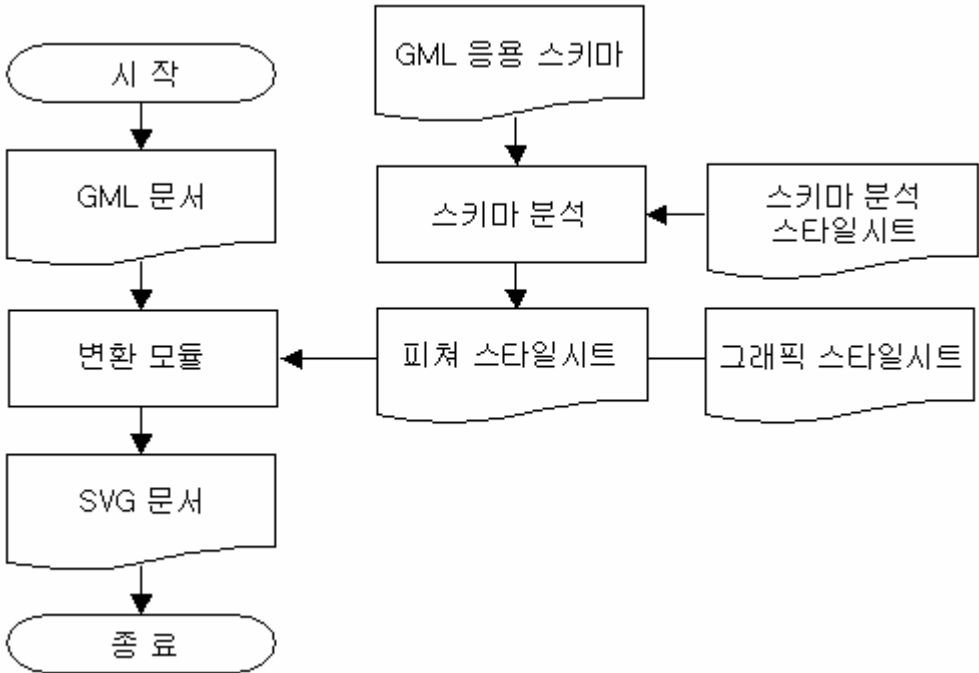 시 작
GML 문서
변환 모듈
SVG 문서
종 료
GML 응용 스키마
스키마 분석
스키마 분석
스타일시트
피쳐 스타일시트
그래픽 스타일시트